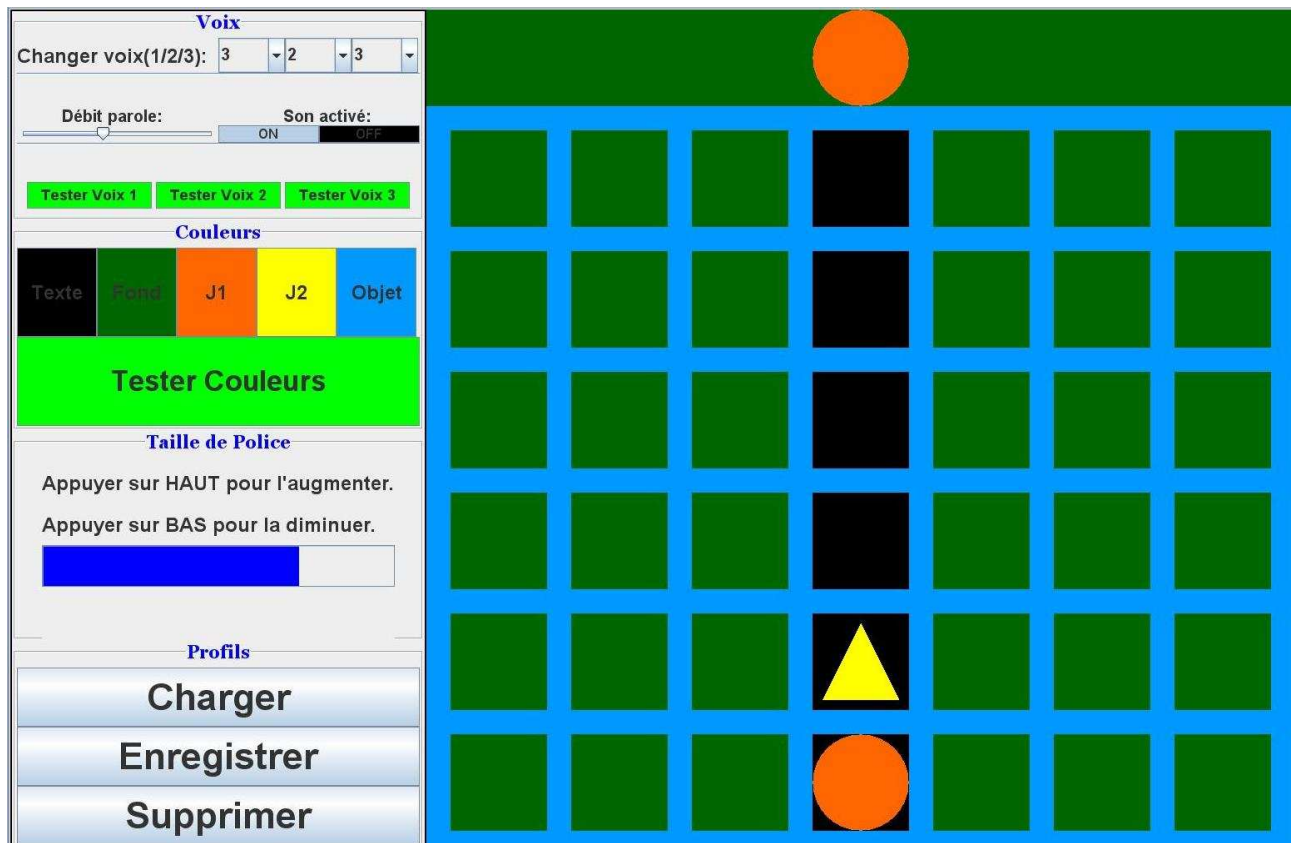 Voix
Changer voix(1/2/3): 3 2 3
Débit parole: Son activé:
ON OFF
Tester Voix 1 Tester Voix 2 Tester Voix 3
Couleurs
Texte Fond J1 J2 Objet
Tester Couleurs
Taille de Police
Appuyer sur HAUT pour l'augmenter.
Appuyer sur BAS pour la diminuer.
Profils
Charger
Enregistrer
Supprimer